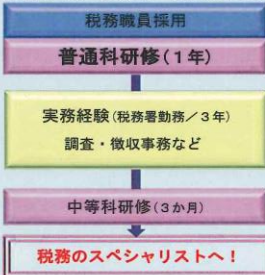 税務職員採用
普通科研修(1年)
実務経験(税務署勤務/3年)
調査・徴収事務など
中等科研修(3か月)
税務のスペシャリストへ!